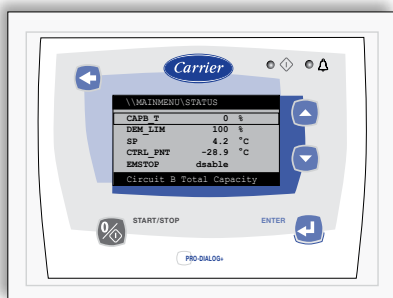 Carrier
\\MAINMENU\STATUS
CAPB_T 0 %
DEM_LIM 100 %
SP 4.2 °C
CTRL_PNT -28.9 °C
EMSTOP dsable
Circuit B Total Capacity
START/STOP
ENTER
PRO-DIALOG+